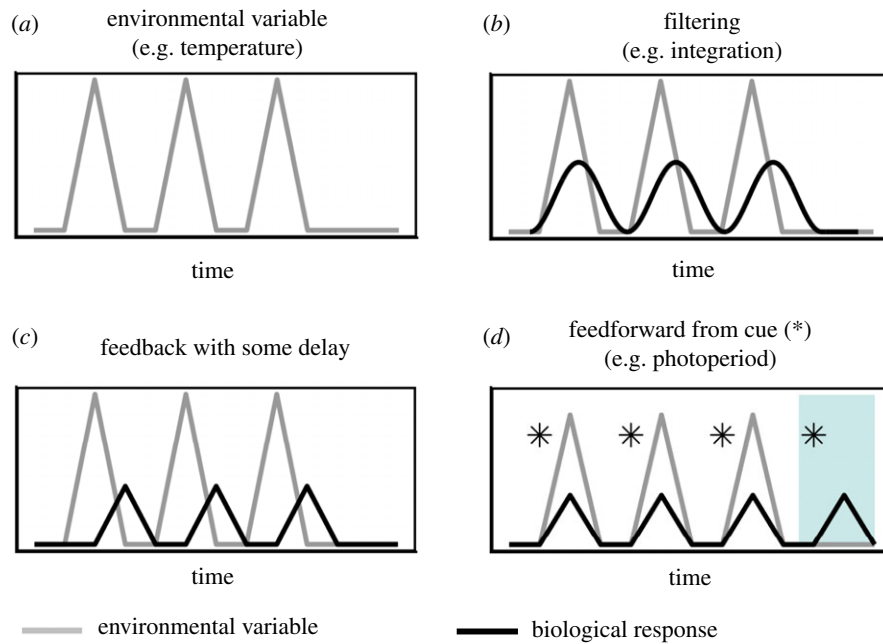 (a)
environmental variable
(e.g. temperature)
time
(b)
filtering
(e.g. integration)
time
(c)
feedback with some delay
time
(d)
feedforward from cue (*)
(e.g. photoperiod)
time
environmental variable
biological response